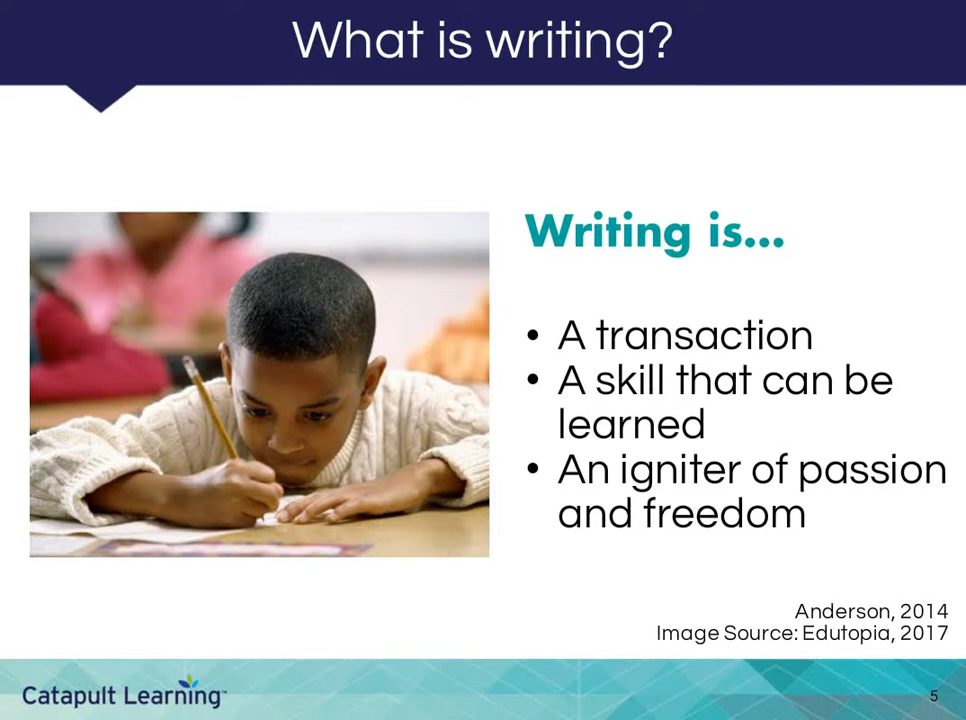 What is writing?
Writing is...
• A transaction
• A skill that can be
learned
• An igniter of passion
and freedom
Anderson, 2014
Image Source: Edutopia, 2017
Catapult Learning™
5